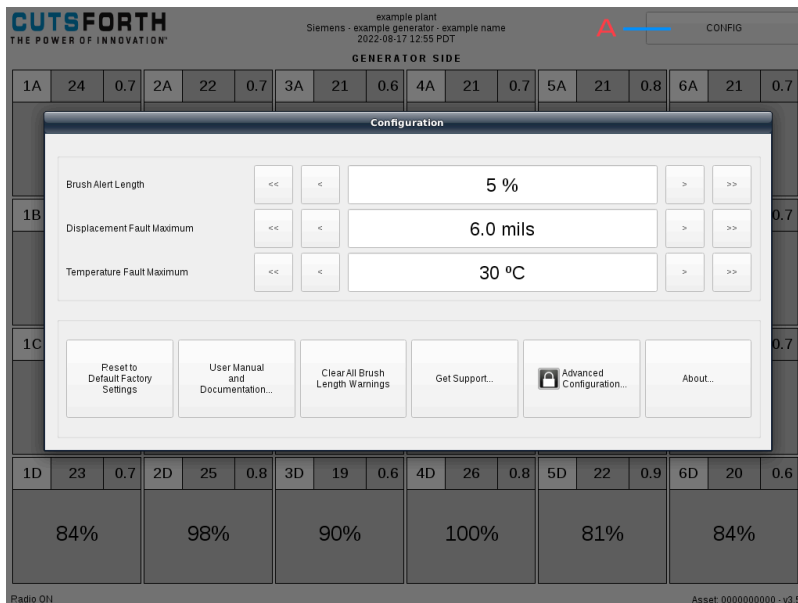 CUTSFORTH
THE POWER OF INNOVATION
example plant
Siemens - example generator - example name
2022-08-17 12:55 PDT
A
CONFIG
GENERATOR SIDE
1A 24 0.7 2A 22 0.7 3A 21 0.6 4A 21 0.7 5A 21 0.8 6A 21 0.7
Configuration
Brush Alert Length << < 5 % > >>
1B 0.7
Displacement Fault Maximum << < 6.0 mils > >>
Temperature Fault Maximum << < 30 ºC > >>
1C 0.7
Reset to
Default Factory
Settings
User Manual
and
Documentation...
Clear All Brush
Length Warnings
Get Support...
Advanced
Configuration...
About...
1D 23 0.7 2D 25 0.8 3D 19 0.6 4D 26 0.8 5D 22 0.9 6D 20 0.6
84% 98% 90% 100% 81% 84%
Radio ON
Asset: 0000000000 - v3.5